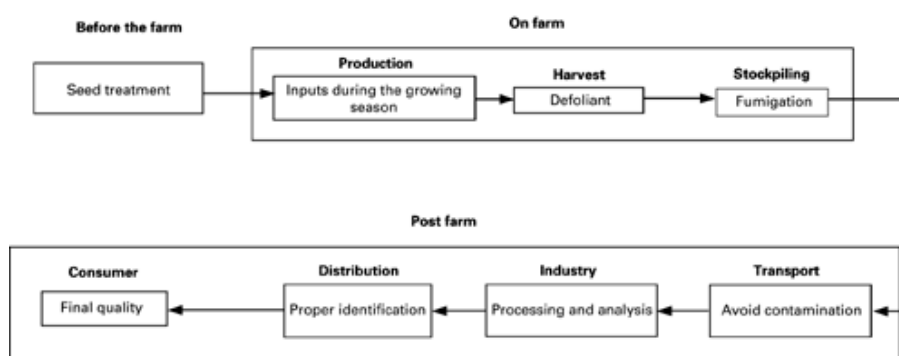 Before the farm
On farm
Production
Harvest
Stockpiling
Seed treatment
Inputs during the growing
season
Defoliant
Fumigation
Post farm
Consumer
Distribution
Industry
Transport
Final quality
Proper identification
Processing and analysis
Avoid contamination